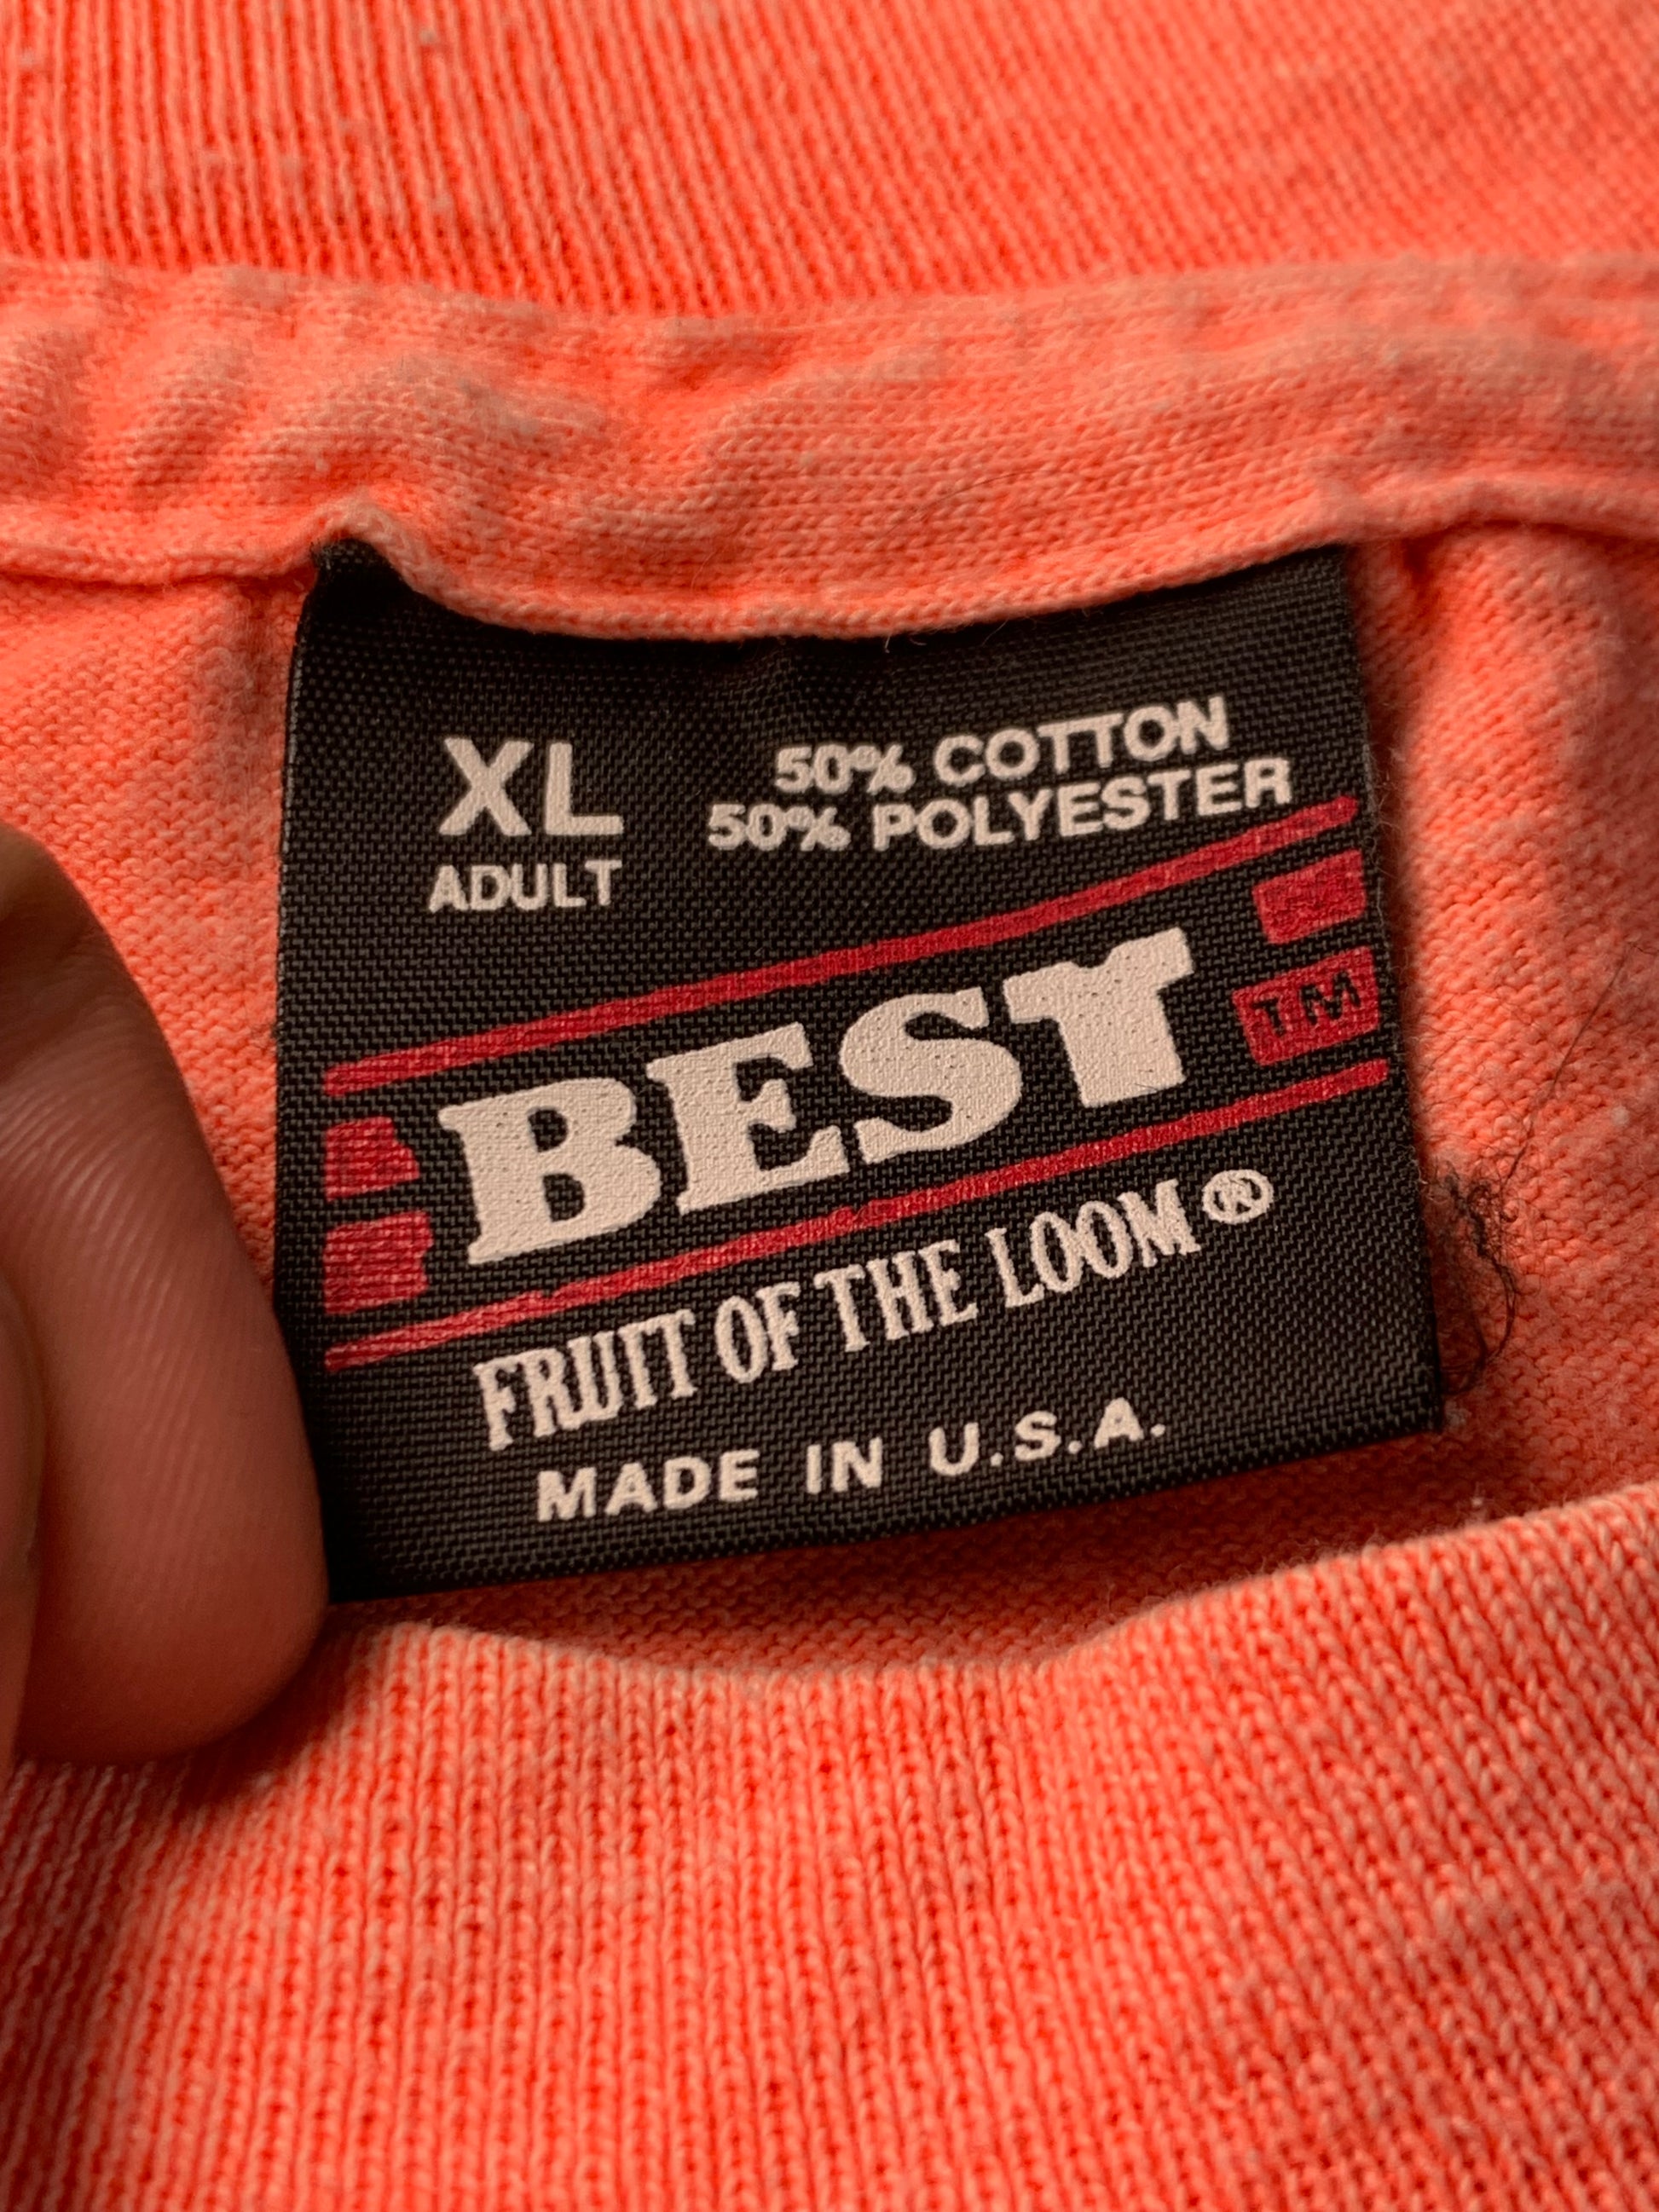 XL
ADULT
50% COTTON
50% POLYESTER
BEST
TM
FRUIT OF THE LOOM®
MADE IN U.S.A.